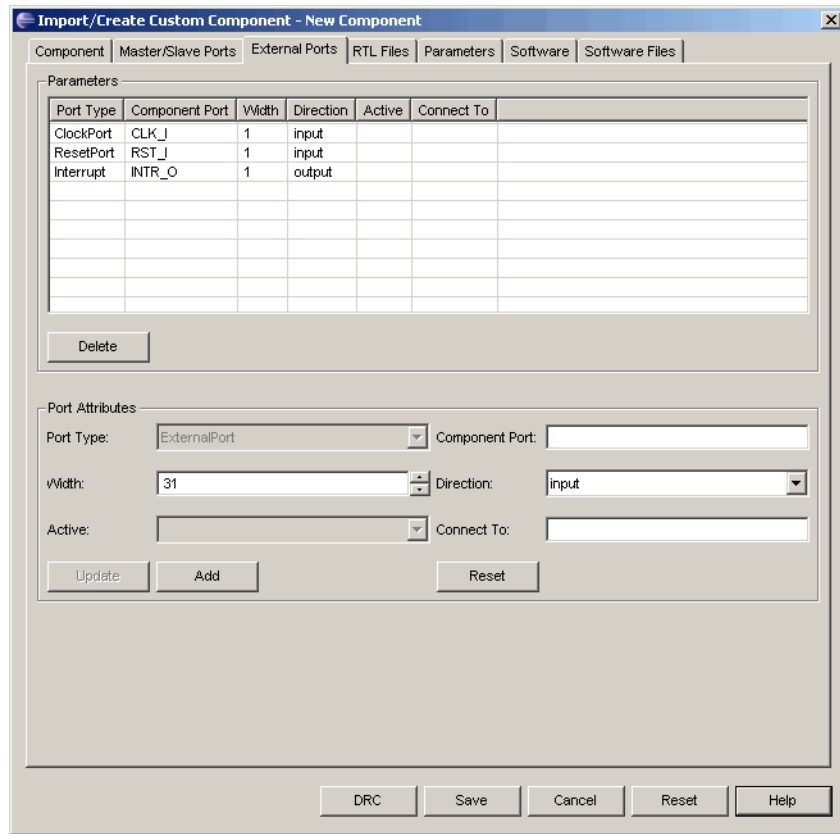 Import/Create Custom Component - New Component
Component Master/Slave Ports External Ports RTL Files Parameters Software Software Files
Parameters
Port Type Component Port Width Direction Active Connect To
ClockPort CLK_I 1 input
ResetPort RST_I 1 input
Interrupt INTR_O 1 output
Delete
Port Attributes
Port Type: ExternalPort Component Port:
Width: 31 Direction: input
Active: Connect To:
Update Add Reset
DRC Save Cancel Reset Help